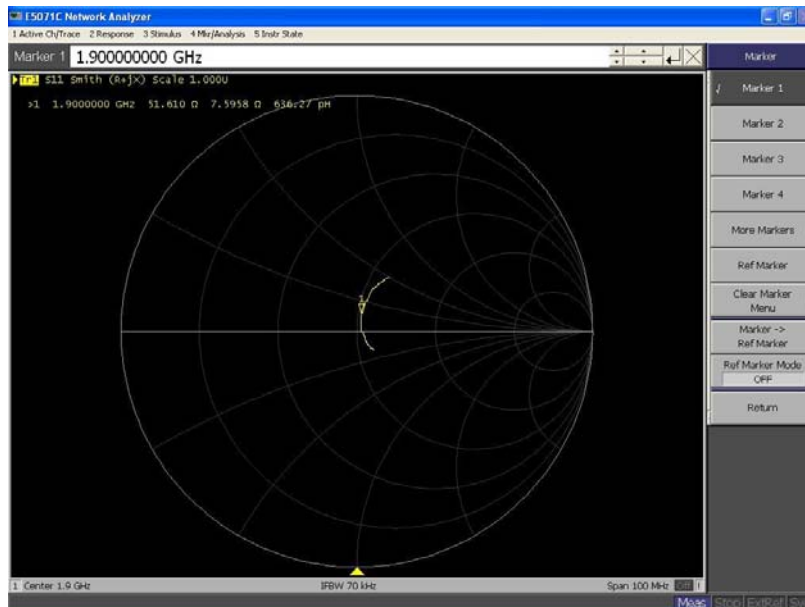 E5071C Network Analyzer
1 Active Ch/Trace 2 Response 3 Stimulus 4 Mkr/Analysis 5 Instr State
Marker 1 1.900000000 GHz
Tr1 S11 Smith (R+jX) Scale 1.000U
>1 1.9000000 GHz 51.610 Ω 7.5958 Ω 636.27 pH
1
1 Center 1.9 GHz IFBW 70 kHz Span 100 MHz Off !
Marker
√ Marker 1
Marker 2
Marker 3
Marker 4
More Markers
Ref Marker
Clear Marker
Menu
Marker ->
Ref Marker
Ref Marker Mode
OFF
Return
Meas Stop ExtRef